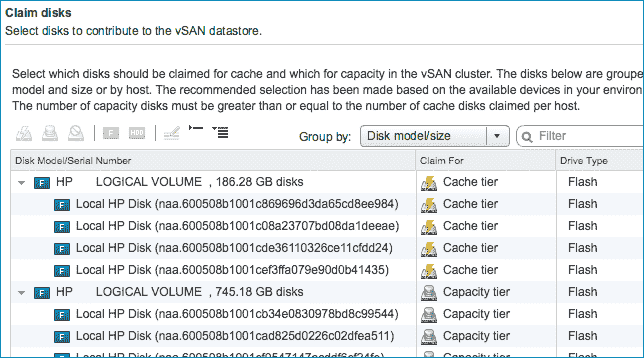 Claim disks
Select disks to contribute to the vSAN datastore.
Select which disks should be claimed for cache and which for capacity in the vSAN cluster. The disks below are groupe
model and size or by host. The recommended selection has been made based on the available devices in your environ
The number of capacity disks must be greater than or equal to the number of cache disks claimed per host.
F HDD Group by: Disk model/size Filter
Disk Model/Serial Number Claim For Drive Type
F HP LOGICAL VOLUME , 186.28 GB disks Cache tier Flash
F Local HP Disk (naa.600508b1001c869696d3da65cd8ee984) Cache tier Flash
F Local HP Disk (naa.600508b1001c08a23707bd08da1deeae) Cache tier Flash
F Local HP Disk (naa.600508b1001cde36110326ce11cfdd24) Cache tier Flash
F Local HP Disk (naa.600508b1001cef3ffa079e90d0b41435) Cache tier Flash
F HP LOGICAL VOLUME , 745.18 GB disks Capacity tier Flash
F Local HP Disk (naa.600508b1001cb34e0830978bd8c99544) Capacity tier Flash
F Local HP Disk (naa.600508b1001cad825d0226c02dfea511) Capacity tier Flash
Local HP Disk Capacity tier Flash